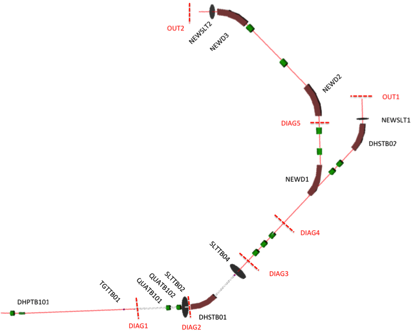 OUT2
NEWSLT2
NEWD3
NEWD2
OUT1
DIAG5
NEWSLT1
DHSTB07
NEWD1
DIAG4
SLTTB04
DIAG3
TGTTB01
QUATB101
QUATB102
SLTTB02
DHSTB01
DHPTB101
DIAG1
DIAG2